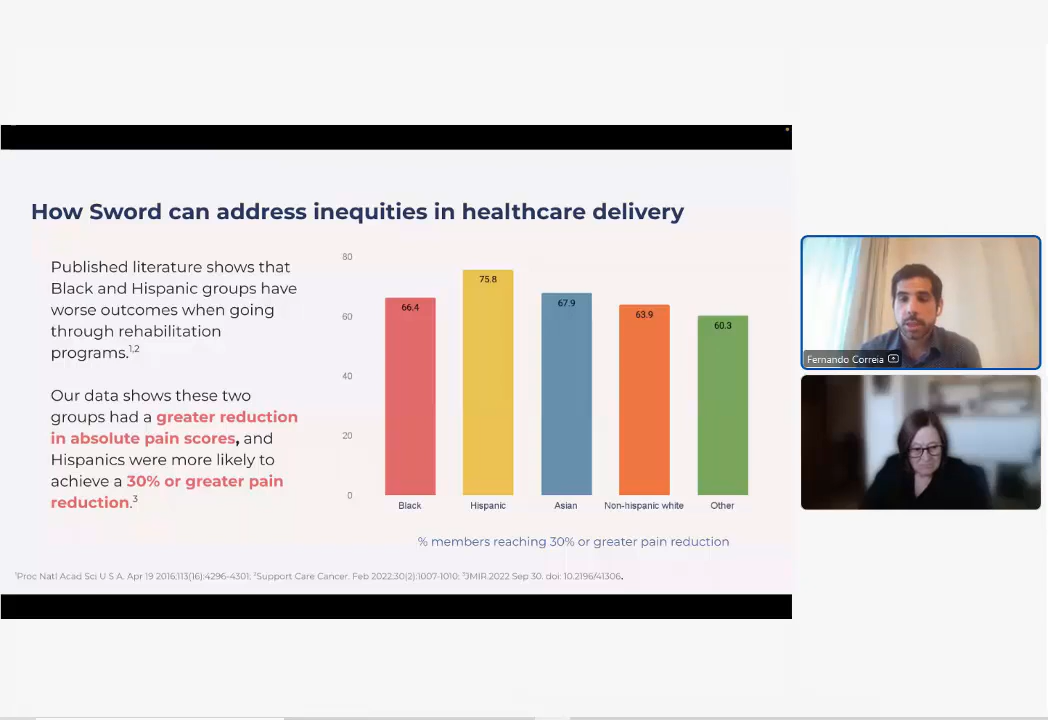 How Sword can address inequities in healthcare delivery
Published literature shows that
Black and Hispanic groups have
worse outcomes when going
through rehabilitation
programs.1,2
Our data shows these two
groups had a greater reduction
in absolute pain scores, and
Hispanics were more likely to
achieve a 30% or greater pain
reduction.3
80
60
40
20
0
66.4
75.8
67.9
63.9
60.3
Black
Hispanic
Asian
Non-hispanic white
Other
% members reaching 30% or greater pain reduction
1Proc Natl Acad Sci U S A. Apr 19 2016;113(16):4296-4301; 2Support Care Cancer. Feb 2022;30(2):1007-1010; 3JMIR.2022 Sep 30. doi: 10.2196/41306.
Fernando Correia